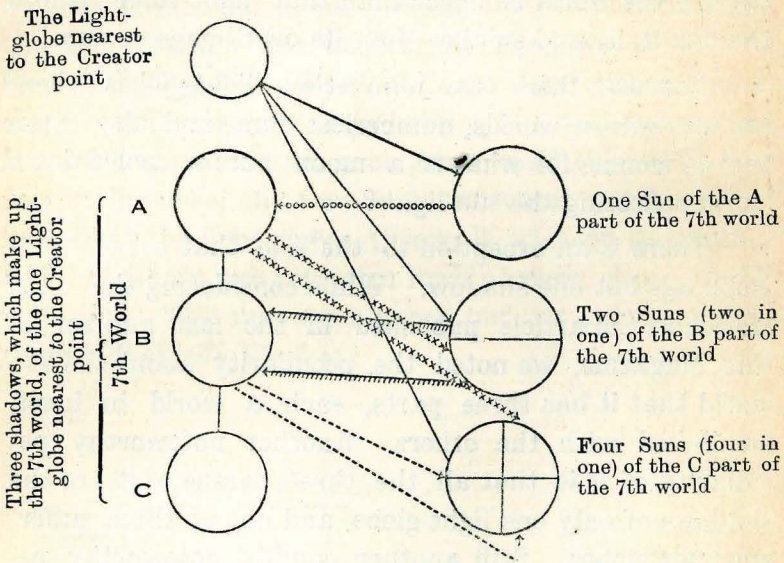 The Light-
globe nearest
to the Creator
point
Three shadows, which make up
the 7th world, of the one Light-
globe nearest to the Creator
point
7th World
A
B
C
One Sun of the A
part of the 7th world
Two Suns (two in
one) of the B part of
the 7th world
Four Suns (four in
one) of the C part of
the 7th world